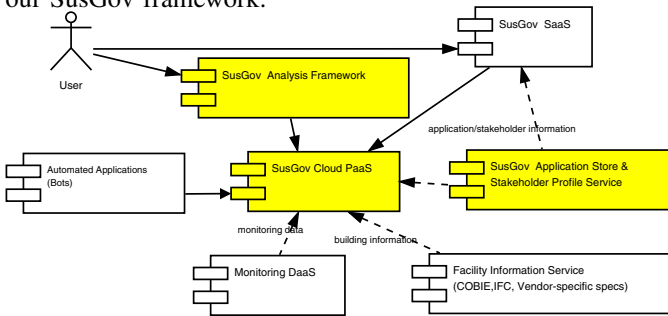 our SusGov framework.
SusGov SaaS
User
SusGov Analysis Framework
application/stakeholder information
Automated Applications
(Bots)
SusGov Cloud PaaS
SusGov Application Store &
Stakeholder Profile Service
monitoring data
building information
Monitoring DaaS
Facility Information Service
(COBIE,IFC, Vendor-specific specs)